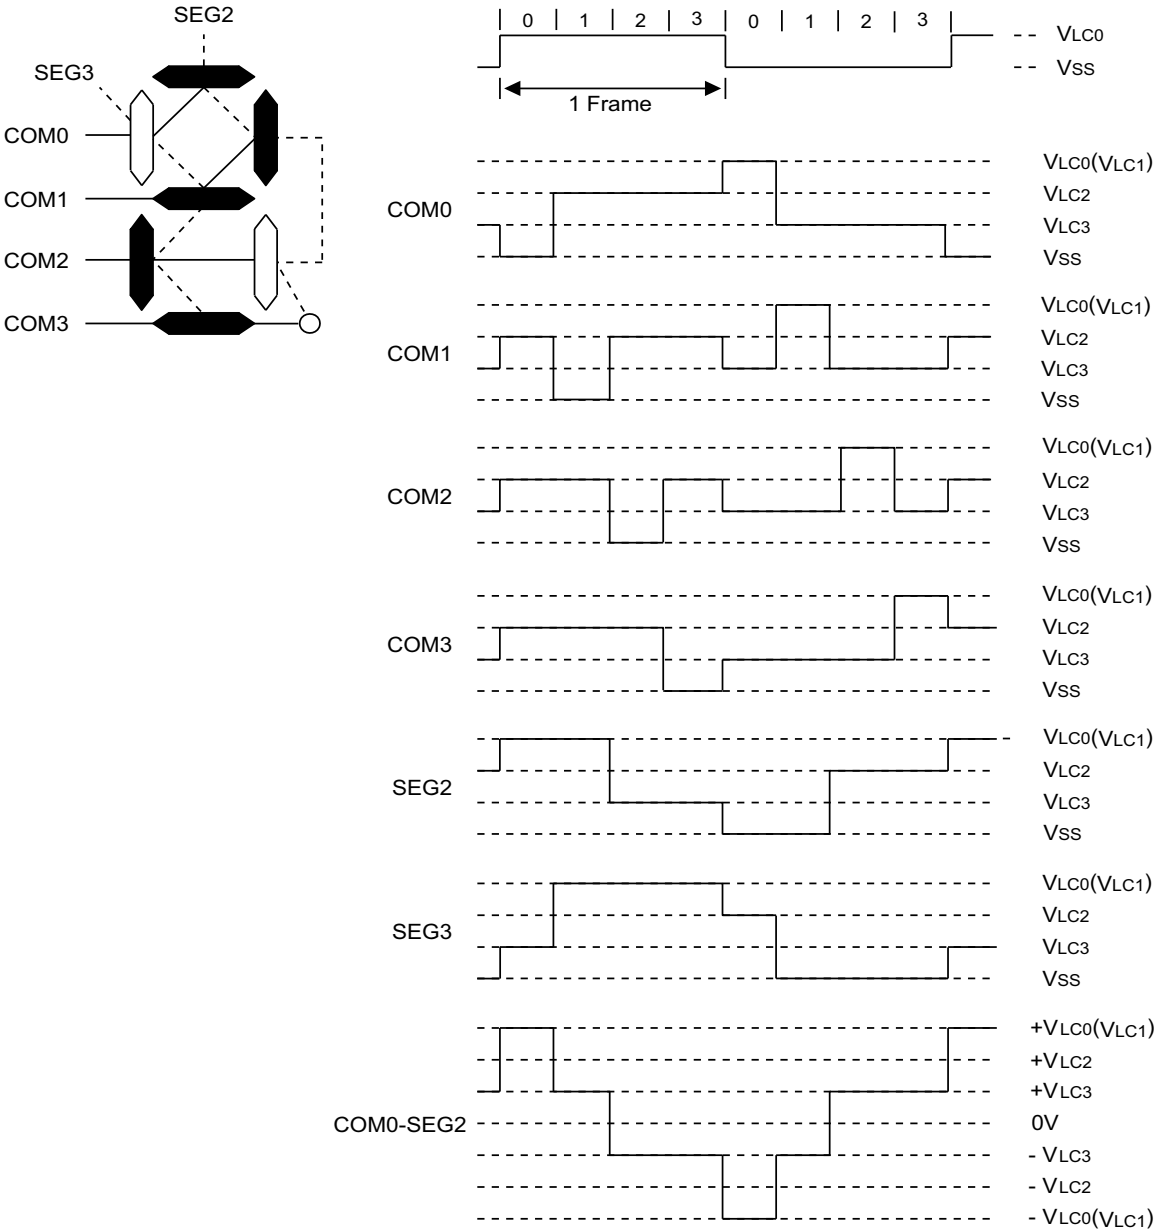 SEG2
SEG3
COM0
COM1
COM2
COM3
| 0 | 1 | 2 | 3 | 0 | 1 | 2 | 3 |
VLC0
VSS
1 Frame
COM0
VLC0(VLC1)
VLC2
VLC3
VSS
COM1
VLC0(VLC1)
VLC2
VLC3
VSS
COM2
VLC0(VLC1)
VLC2
VLC3
VSS
COM3
VLC0(VLC1)
VLC2
VLC3
VSS
SEG2
VLC0(VLC1)
VLC2
VLC3
VSS
SEG3
VLC0(VLC1)
VLC2
VLC3
VSS
COM0-SEG2
+VLC0(VLC1)
+VLC2
+VLC3
0V
- VLC3
- VLC2
- VLC0(VLC1)